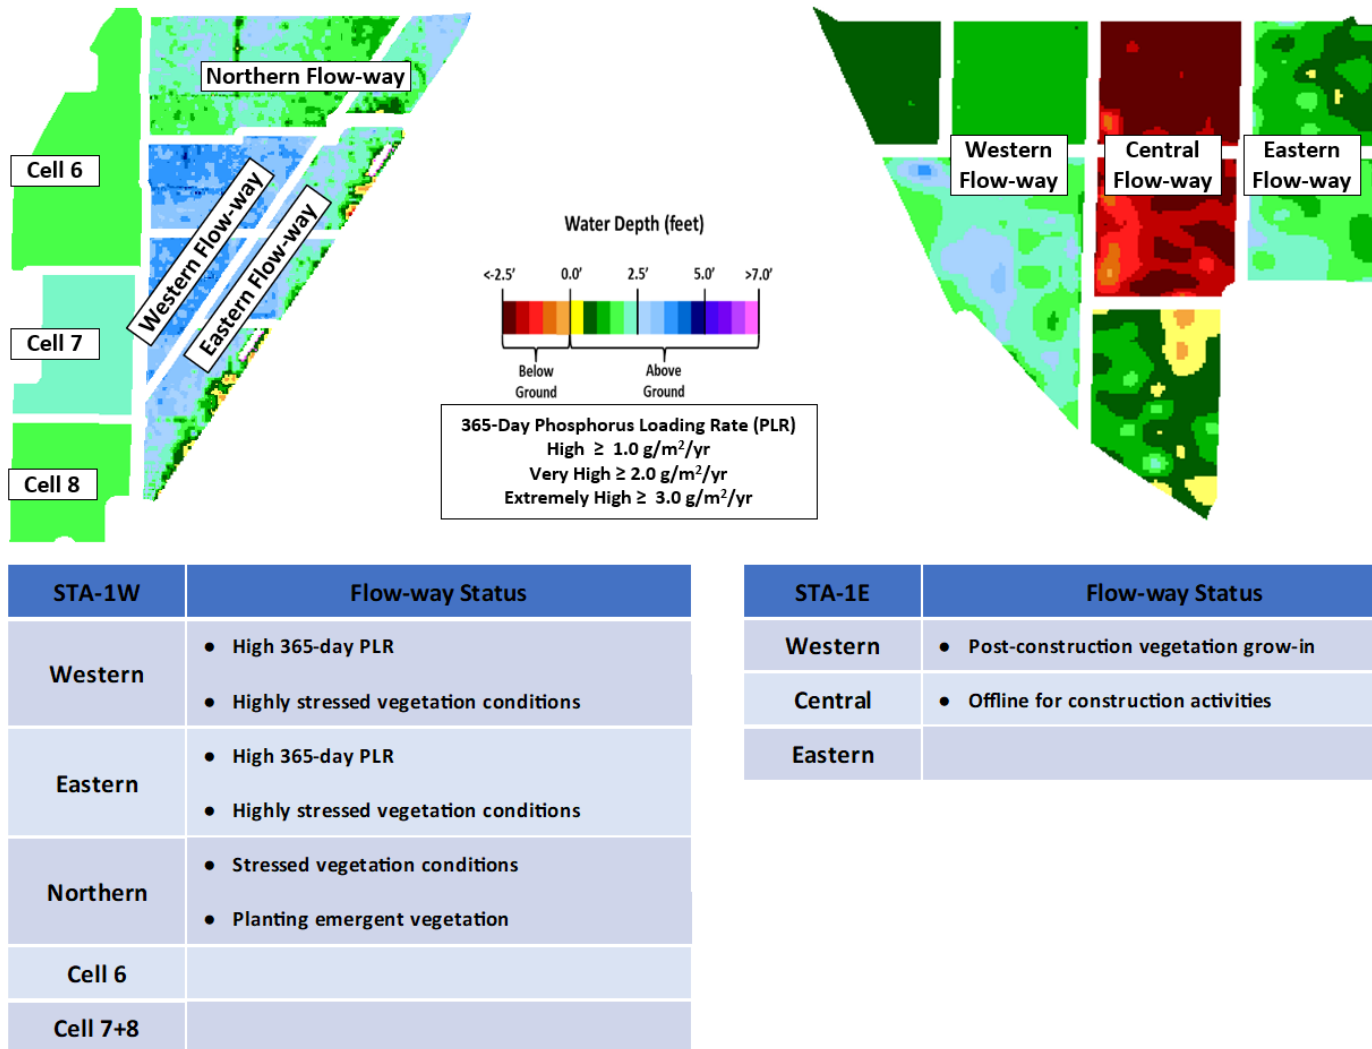 Northern Flow-way
Cell 6
Western Flow-way
Eastern Flow-way
Cell 7
Cell 8
Western
Flow-way
Central
Flow-way
Eastern
Flow-way
Water Depth (feet)
<-2.5' 0.0' 2.5' 5.0' >7.0'
Below
Ground
Above
Ground
365-Day Phosphorus Loading Rate (PLR)
High ≥ 1.0 g/m²/yr
Very High ≥ 2.0 g/m²/yr
Extremely High ≥ 3.0 g/m²/yr
STA-1W Flow-way Status
Western
• High 365-day PLR
• Highly stressed vegetation conditions
Eastern
• High 365-day PLR
• Highly stressed vegetation conditions
Northern
• Stressed vegetation conditions
• Planting emergent vegetation
Cell 6
Cell 7+8
STA-1E Flow-way Status
Western • Post-construction vegetation grow-in
Central • Offline for construction activities
Eastern